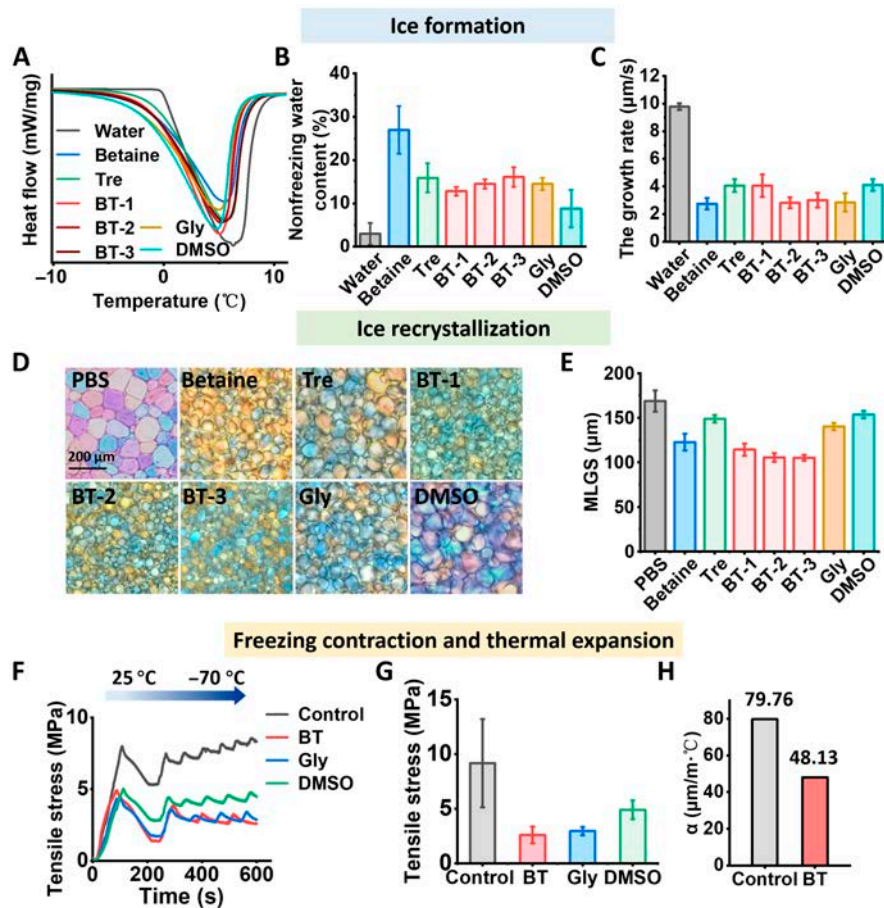 Ice formation
A
Heat flow (mW/mg)
Water
Betaine
Tre
BT-1
BT-2
BT-3
Gly
DMSO
−10
0
10
Temperature (℃)
B
Nonfreezing water
content (%)
40
30
20
10
0
Water
Betaine
Tre
BT-1
BT-2
BT-3
Gly
DMSO
C
The growth rate (μm/s)
12
10
8
6
4
2
0
Water
Betaine
Tre
BT-1
BT-2
BT-3
Gly
DMSO
Ice recrystallization
D
PBS
Betaine
Tre
BT-1
200 μm
BT-2
BT-3
Gly
DMSO
E
MLGS (μm)
200
150
100
50
0
PBS
Betaine
Tre
BT-1
BT-2
BT-3
Gly
DMSO
Freezing contraction and thermal expansion
F
25 °C
−70 °C
Tensile stress (MPa)
10
5
0
0 200 400 600
Time (s)
Control
BT
Gly
DMSO
G
Tensile stress (MPa)
15
10
5
0
Control BT Gly DMSO
H
α (μm/m·℃)
80
60
40
20
0
79.76
48.13
Control BT